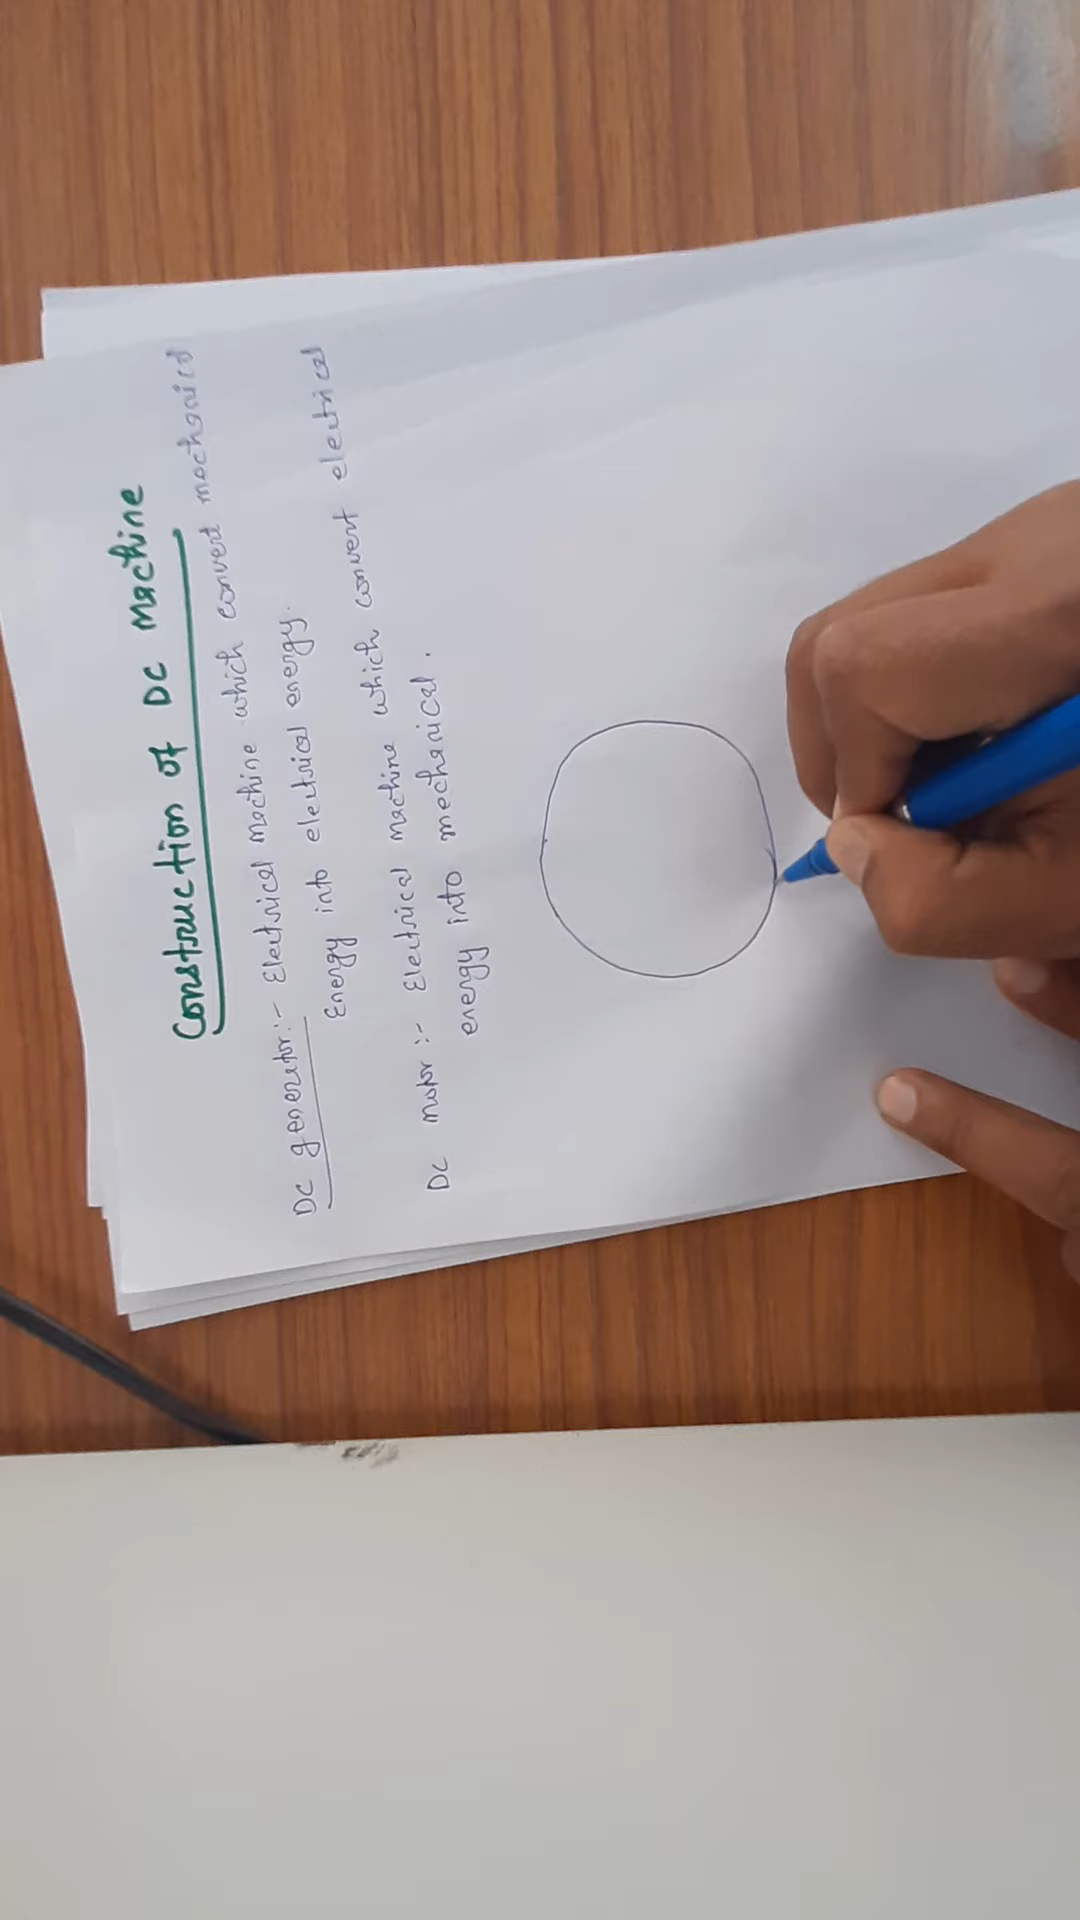 Construction of DC Machine
DC generator:- Electrical machine which convert mechanical
Energy into electrical energy.
DC motor :- Electrical machine which convert electrical
energy into mechanical.